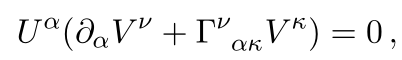 U^α(∂_α V^ν + Γ^ν_{ακ} V^κ) = 0 ,